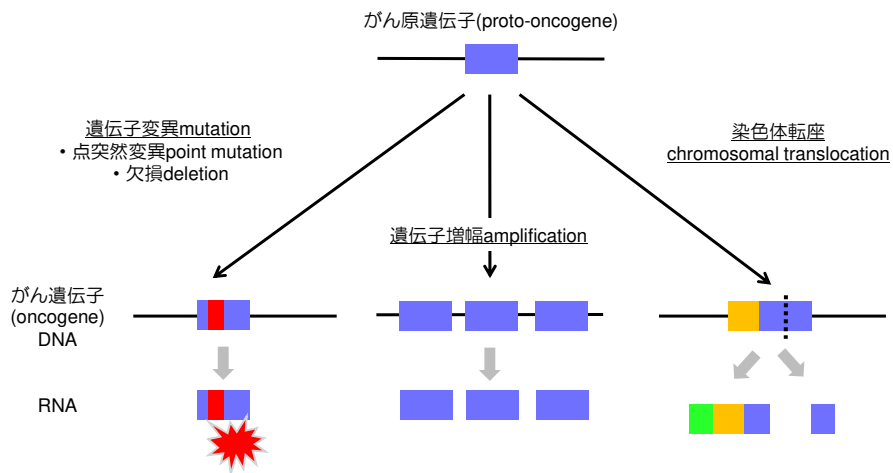 がん原遺伝子(proto-oncogene)
遺伝子変異mutation
・点突然変異point mutation
・欠損deletion
染色体転座
chromosomal translocation
遺伝子増幅amplification
がん遺伝子
(oncogene)
DNA
RNA